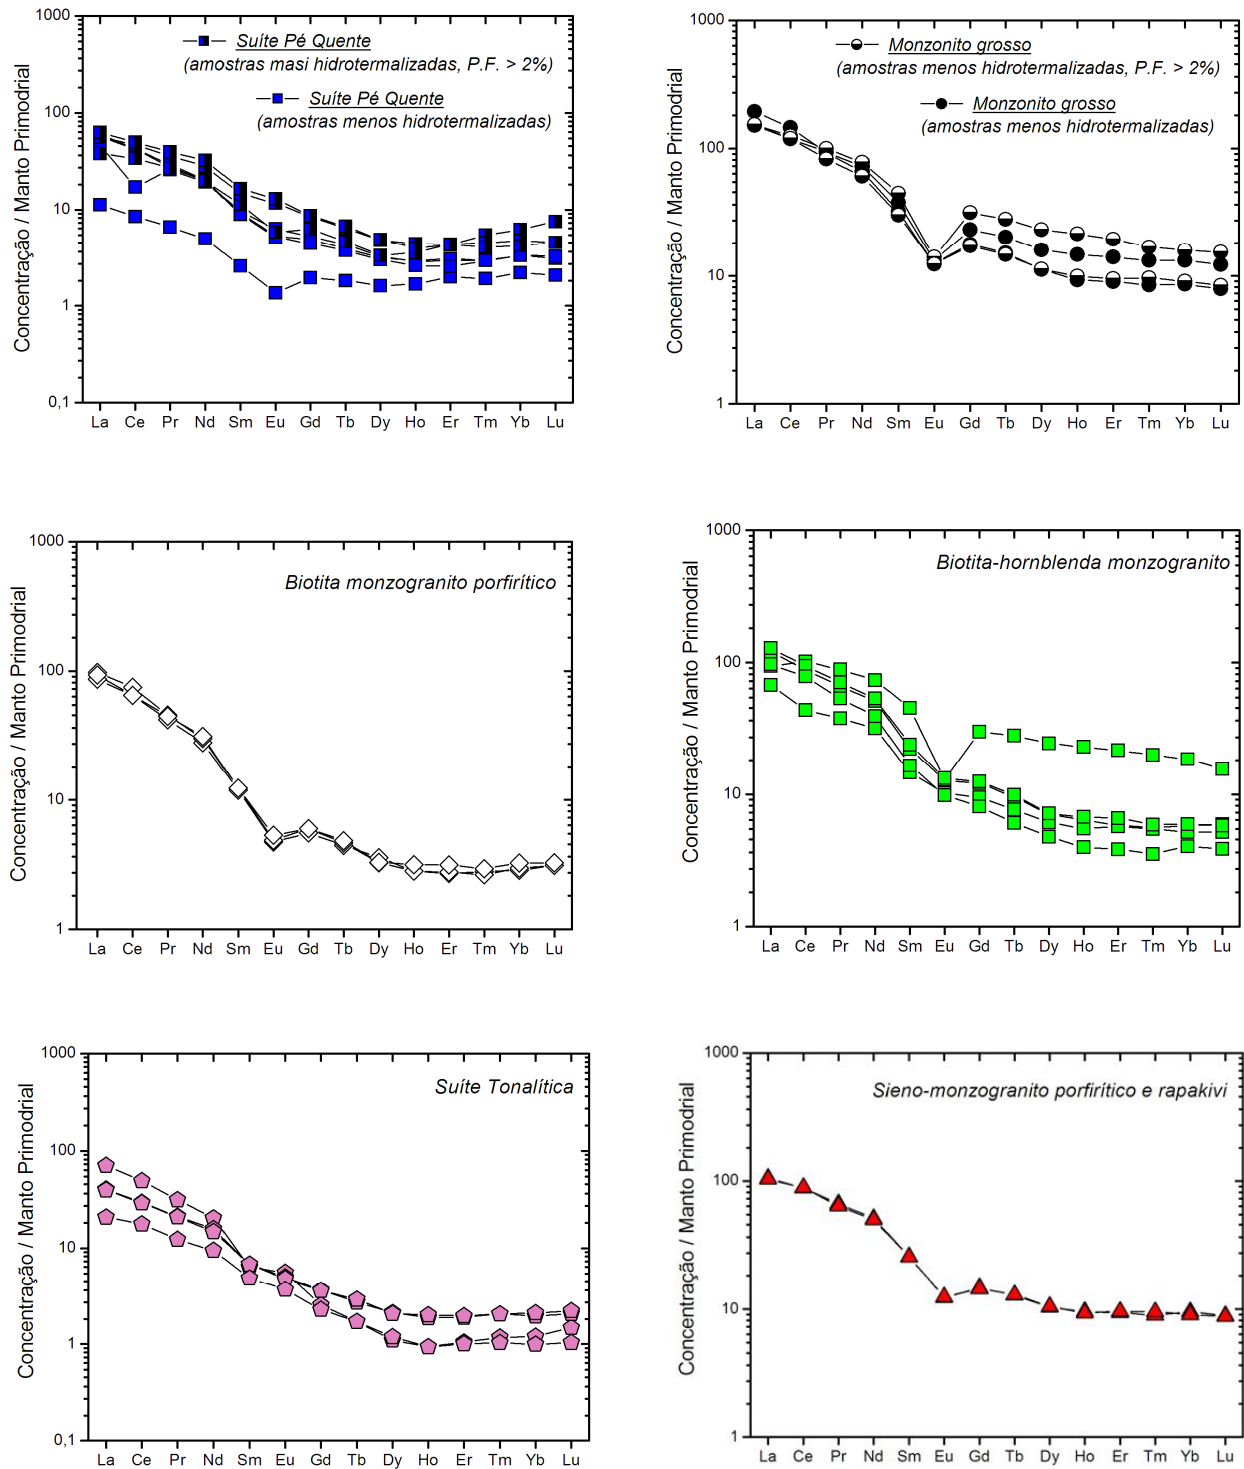 1000
100
10
1
0,1
Concentração / Manto Primodrial
Suíte Pé Quente
(amostras masi hidrotermalizadas, P.F. > 2%)
Suíte Pé Quente
(amostras menos hidrotermalizadas)
La Ce Pr Nd Sm Eu Gd Tb Dy Ho Er Tm Yb Lu
1000
100
10
1
Concentração / Manto Primodrial
Monzonito grosso
(amostras menos hidrotermalizadas, P.F. > 2%)
Monzonito grosso
(amostras menos hidrotermalizadas)
La Ce Pr Nd Sm Eu Gd Tb Dy Ho Er Tm Yb Lu
1000
100
10
1
Concentração / Manto Primodrial
Biotita monzogranito porfirítico
La Ce Pr Nd Sm Eu Gd Tb Dy Ho Er Tm Yb Lu
1000
100
10
1
Concentração / Manto Primodrial
Biotita-hornblenda monzogranito
La Ce Pr Nd Sm Eu Gd Tb Dy Ho Er Tm Yb Lu
1000
100
10
1
0,1
Concentração / Manto Primodrial
Suíte Tonalítica
La Ce Pr Nd Sm Eu Gd Tb Dy Ho Er Tm Yb Lu
1000
100
10
1
Concentração / Manto Primodrial
Sieno-monzogranito porfirítico e rapakivi
La Ce Pr Nd Sm Eu Gd Tb Dy Ho Er Tm Yb Lu